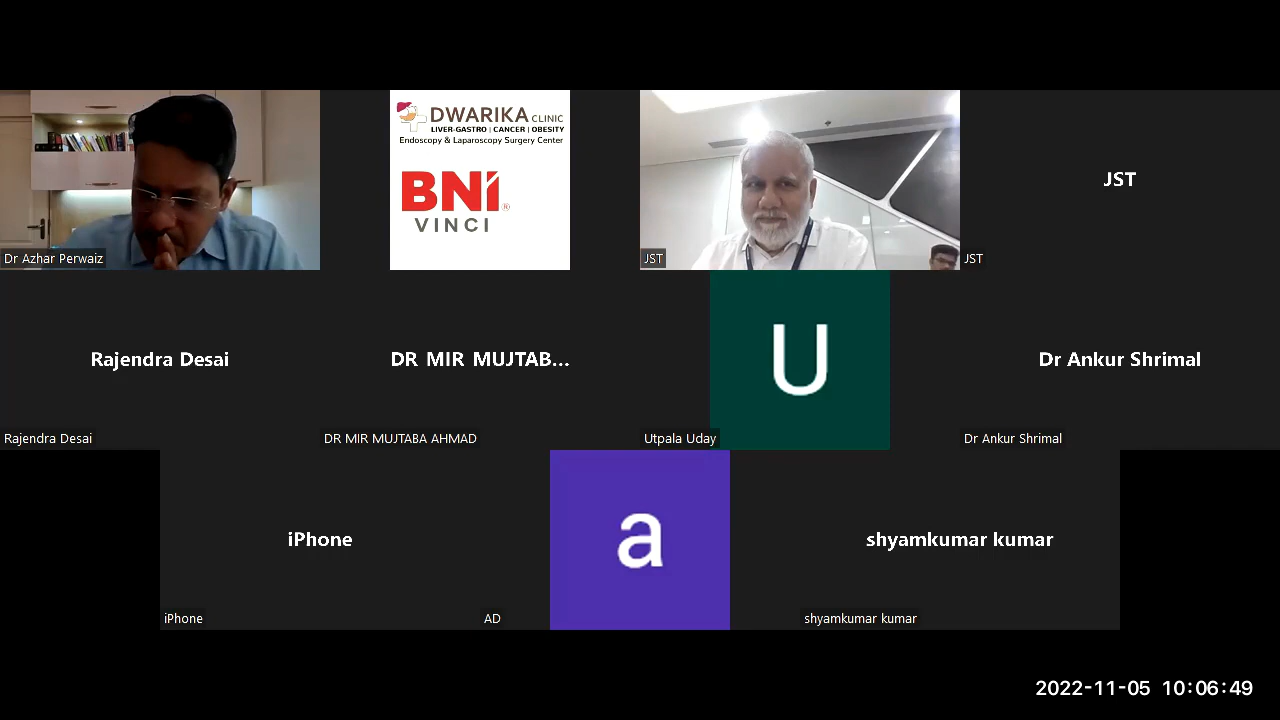 DWARIKA CLINIC
LIVER-GASTRO | CANCER | OBESITY
Endoscopy & Laparoscopy Surgery Center
BNI®
VINCI
Dr Azhar Perwaiz
JST
JST
JST
Rajendra Desai
Rajendra Desai
DR MIR MUJTAB...
DR MIR MUJTABA AHMAD
U
Utpala Uday
Dr Ankur Shrimal
Dr Ankur Shrimal
iPhone
iPhone
a
AD
shyamkumar kumar
shyamkumar kumar
2022-11-05 10:06:49